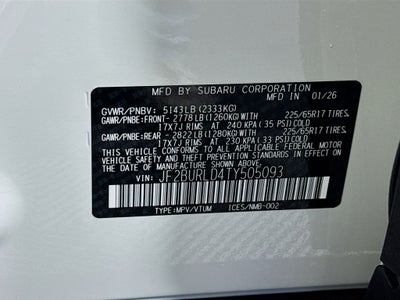 MFD BY SUBARU CORPORATION
GVWR/PNBV: 5143LB (2333KG) MFD IN 01/26
GAWR/PNBE:FRONT- 2778LB (1260KG)WITH 225/65R17 TIRES,
17X7J RIMS, AT 240 KPA ( 35 PSI)COLD
GAWR/PNBE:REAR - 2822LB (1280KG)WITH 225/65R17 TIRES,
17X7J RIMS, AT 230 KPA ( 33 PSI)COLD
THIS VEHICLE CONFORMS TO ALL
APPLICABLE FEDERAL MOTOR VEHICLE
SAFETY STANDARDS IN EFFECT ON THE
DATE OF MANUFACTURE SHOWN ABOVE.
VIN: JF2BURLD4TY505093
TYPE:MPV/VTUM ICES/NMB-002